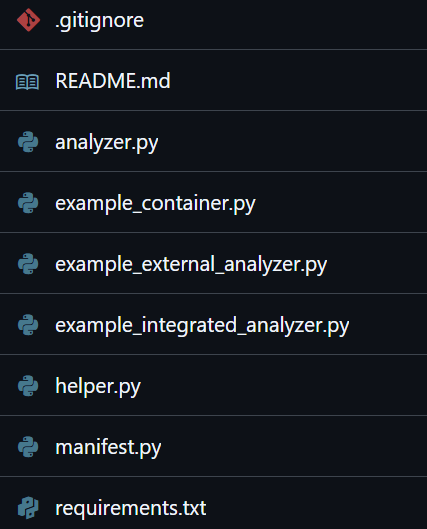 .gitignore
README.md
analyzer.py
example_container.py
example_external_analyzer.py
example_integrated_analyzer.py
helper.py
manifest.py
requirements.txt